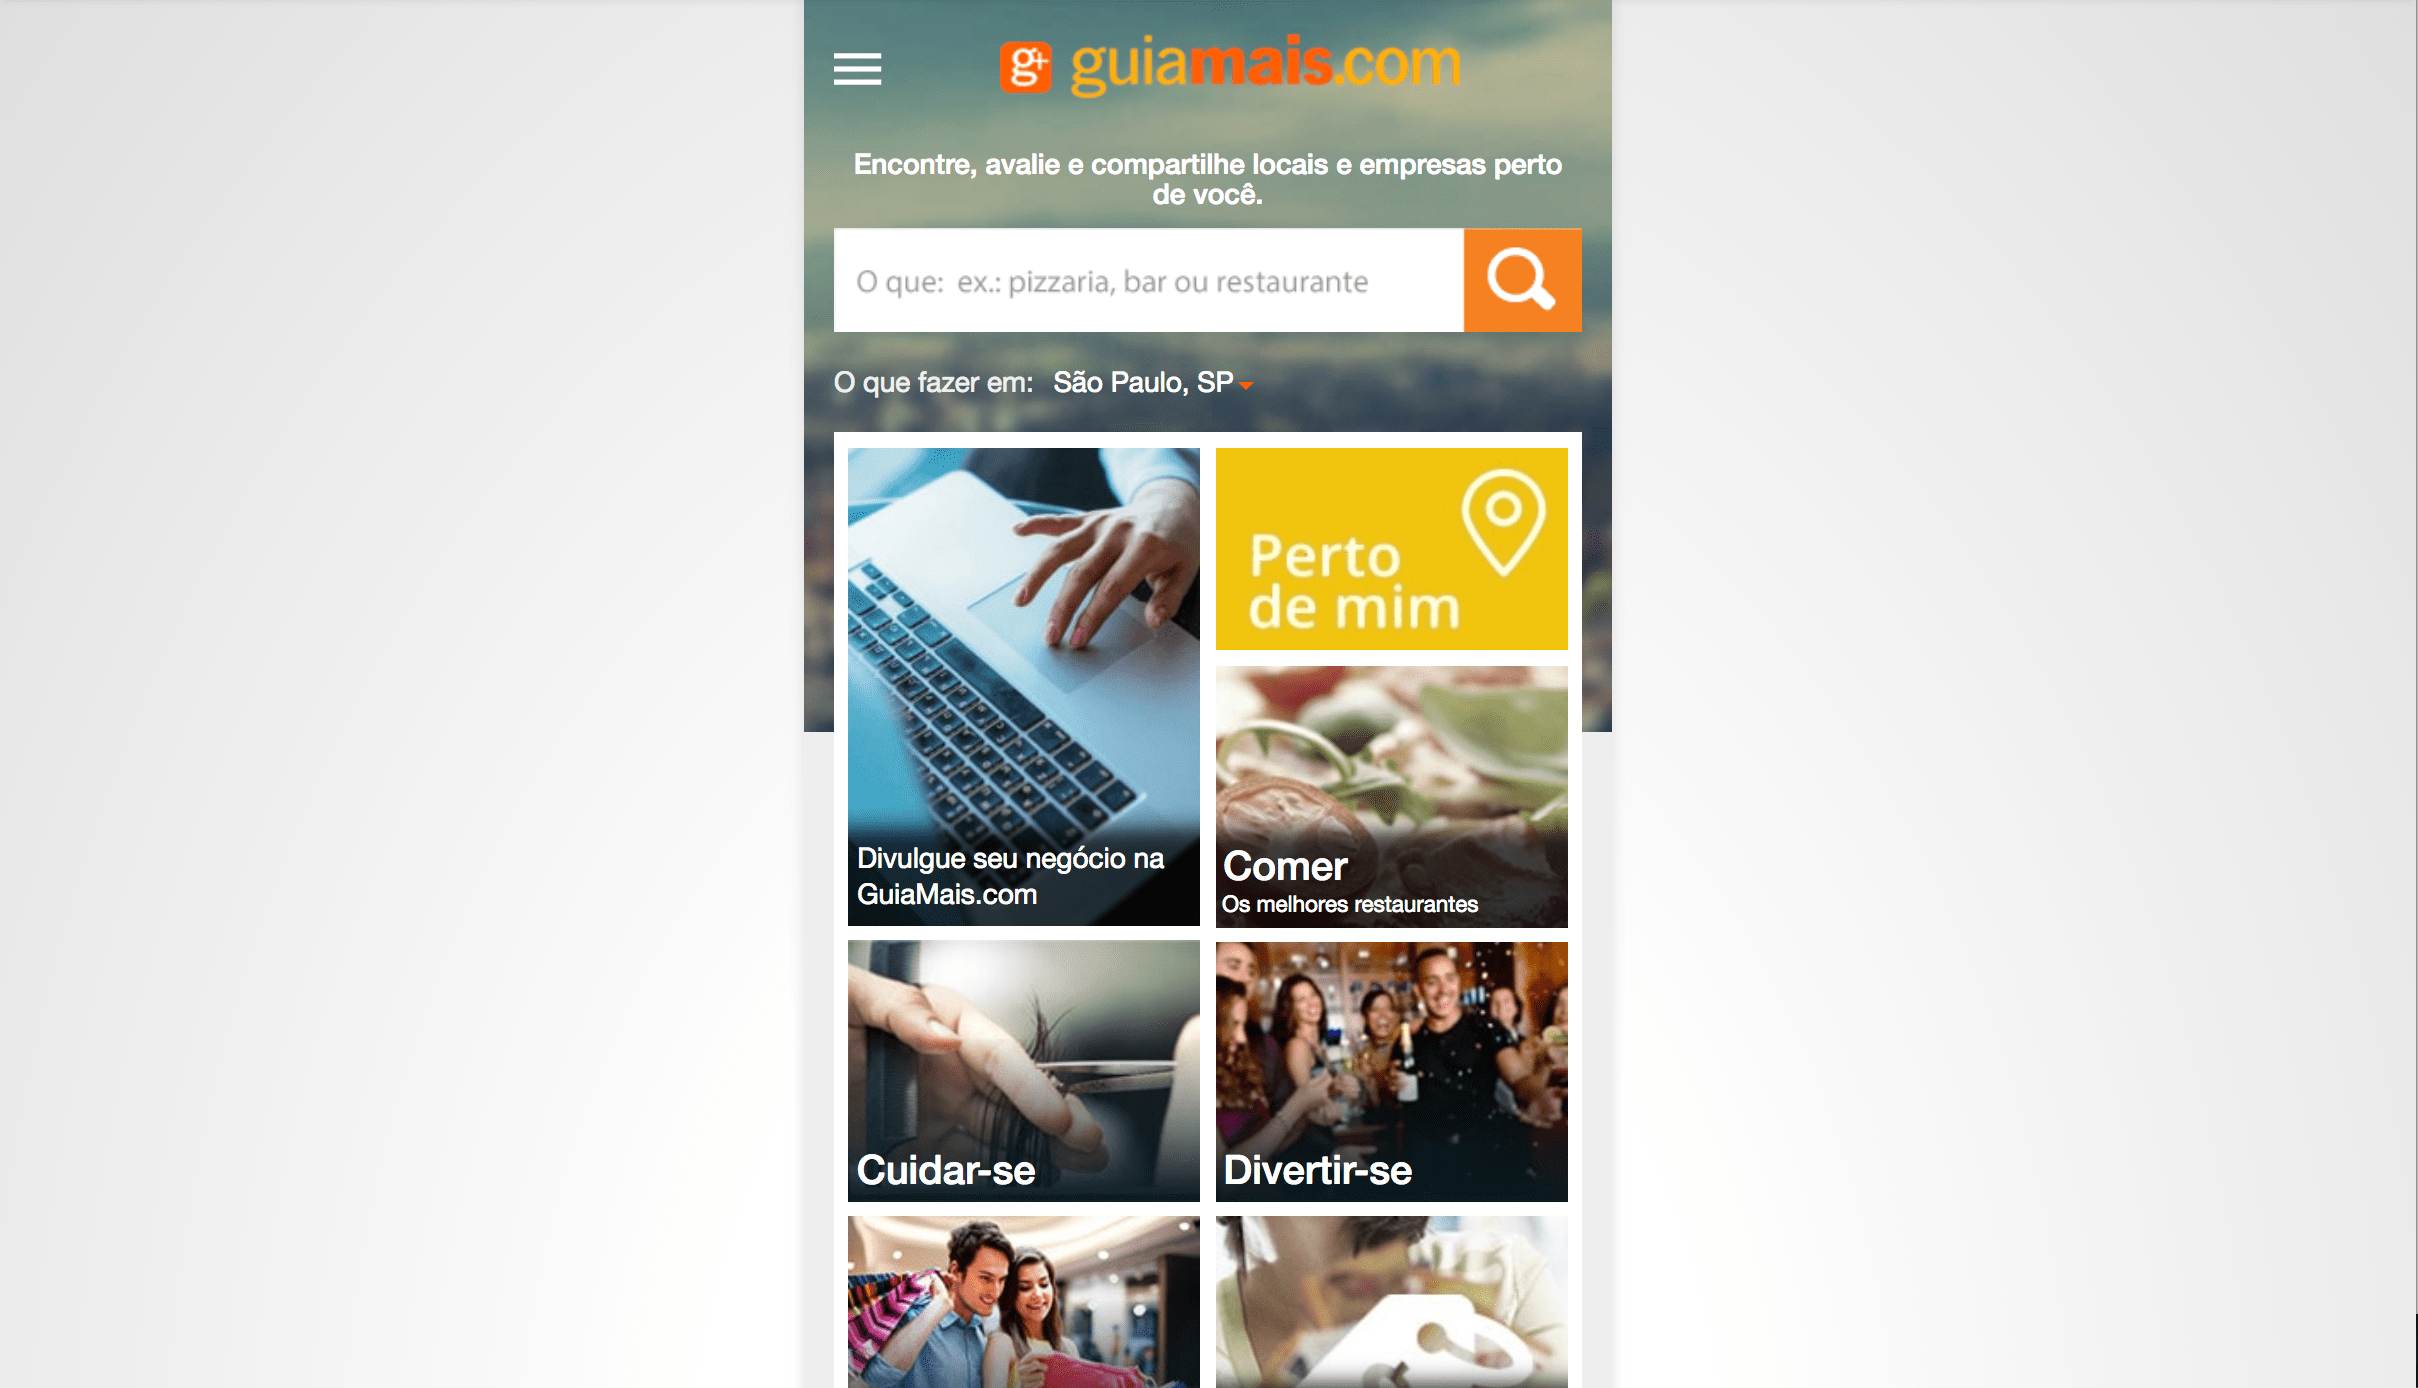 g+ guiamais.com
Encontre, avalie e compartilhe locais e empresas perto
de você.
O que: ex.: pizzaria, bar ou restaurante
O que fazer em: São Paulo, SP
Perto
de mim
Divulgue seu negócio na
GuiaMais.com
Comer
Os melhores restaurantes
Cuidar-se
Divertir-se